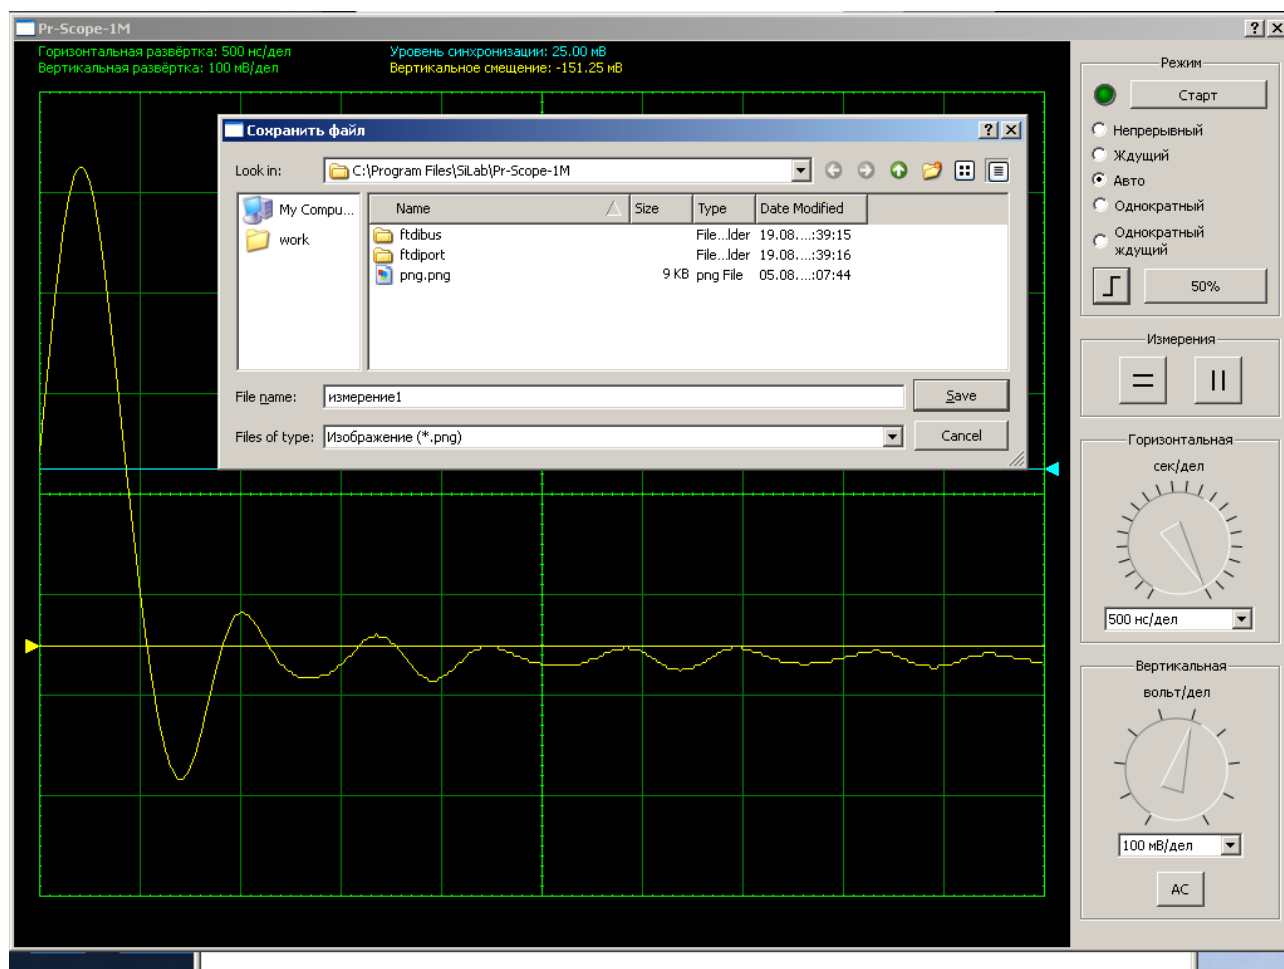 Pr-Scope-1M
Горизонтальная развёртка: 500 нс/дел
Уровень синхронизации: 25.00 мВ
Вертикальная развёртка: 100 мВ/дел
Вертикальное смещение: -151.25 мВ
Сохранить файл
Look in:
C:\Program Files\SiLab\Pr-Scope-1M
My Compu...
work
Name Size Type Date Modified
ftdibus File...lder 19.08....:39:15
ftdiport File...lder 19.08....:39:16
png.png 9 KB png File 05.08....:07:44
File name: измерение1 Save
Files of type: Изображение (*.png) Cancel
Режим
Старт
Непрерывный
Ждущий
Авто
Однократный
Однократный
ждущий
50%
Измерения
Горизонтальная
сек/дел
500 нс/дел
Вертикальная
вольт/дел
100 мВ/дел
AC